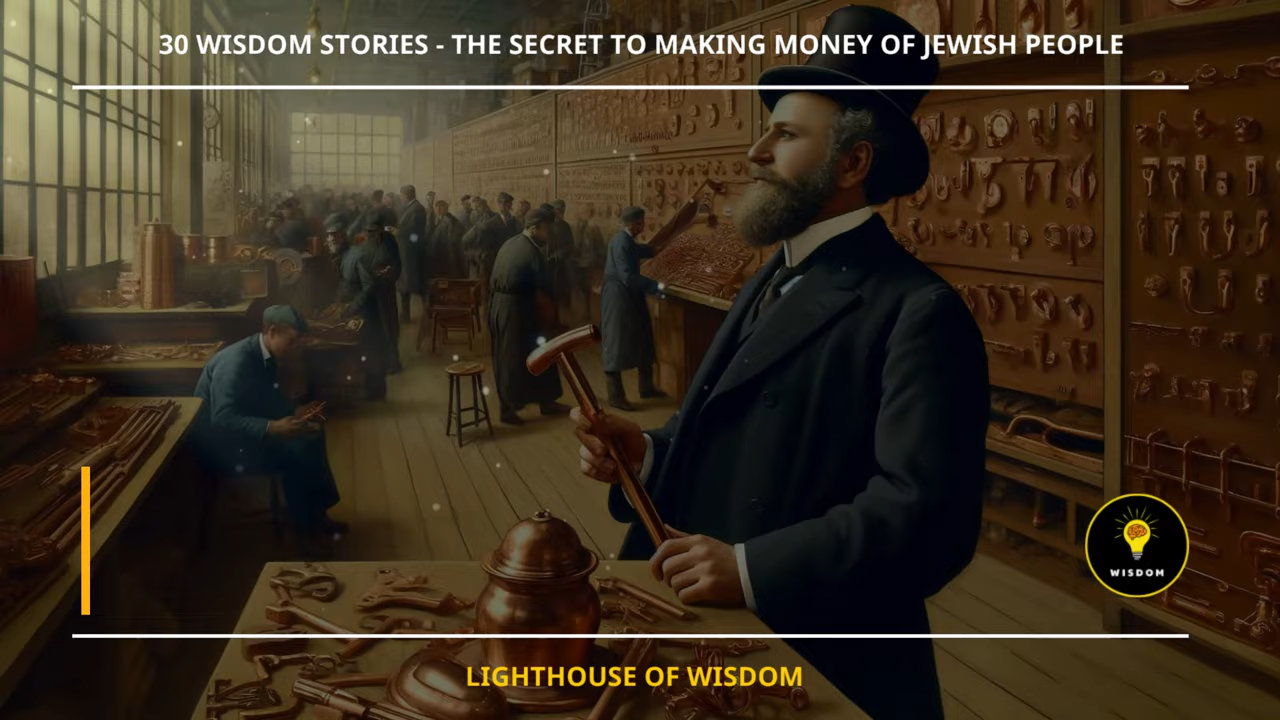 30 WISDOM STORIES - THE SECRET TO MAKING MONEY OF JEWISH PEOPLE
WISDOM
LIGHTHOUSE OF WISDOM